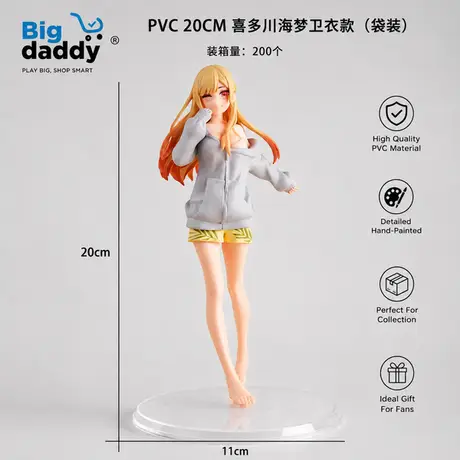 Big
daddy®
PLAY BIG, SHOP SMART
PVC 20CM 喜多川海梦卫衣款（袋装）
装箱量：200个
High Quality
PVC Material
Detailed
Hand-Painted
20cm
Perfect For
Collection
Ideal Gift
For Fans
11cm